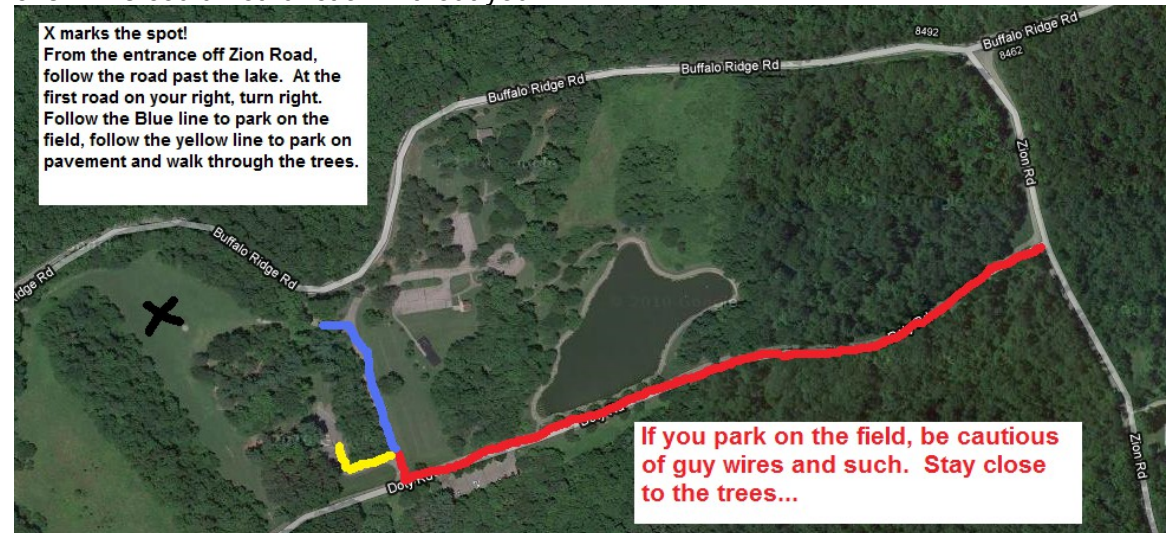 X marks the spot!
From the entrance off Zion Road,
follow the road past the lake. At the
first road on your right, turn right.
Follow the Blue line to park on the
field, follow the yellow line to park on
pavement and walk through the trees.
8492
Buffalo Ridge Rd
8462
Buffalo Ridge Rd
Buffalo Ridge Rd
Zion Rd
Buffalo Ridge Rd
Ridge Rd
If you park on the field, be cautious
of guy wires and such. Stay close
to the trees...
Zion Rd